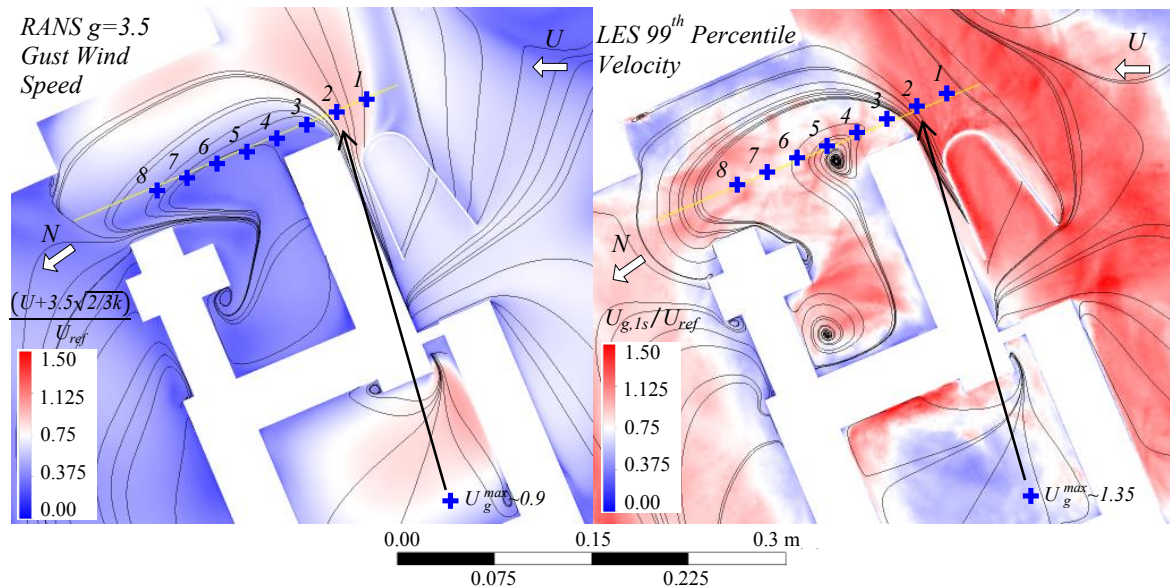 RANS g=3.5
Gust Wind
Speed
U
1
2
3
4
5
6
7
8
N
(U+3.5√2/3k)
U_ref
1.50
1.125
0.75
0.375
0.00
U_g^max~0.9
LES 99th Percentile
Velocity
U
1
2
3
4
5
6
7
8
N
U_g,1s/U_ref
1.50
1.125
0.75
0.375
0.00
U_g^max~1.35
0.00 0.15 0.3 m
0.075 0.225